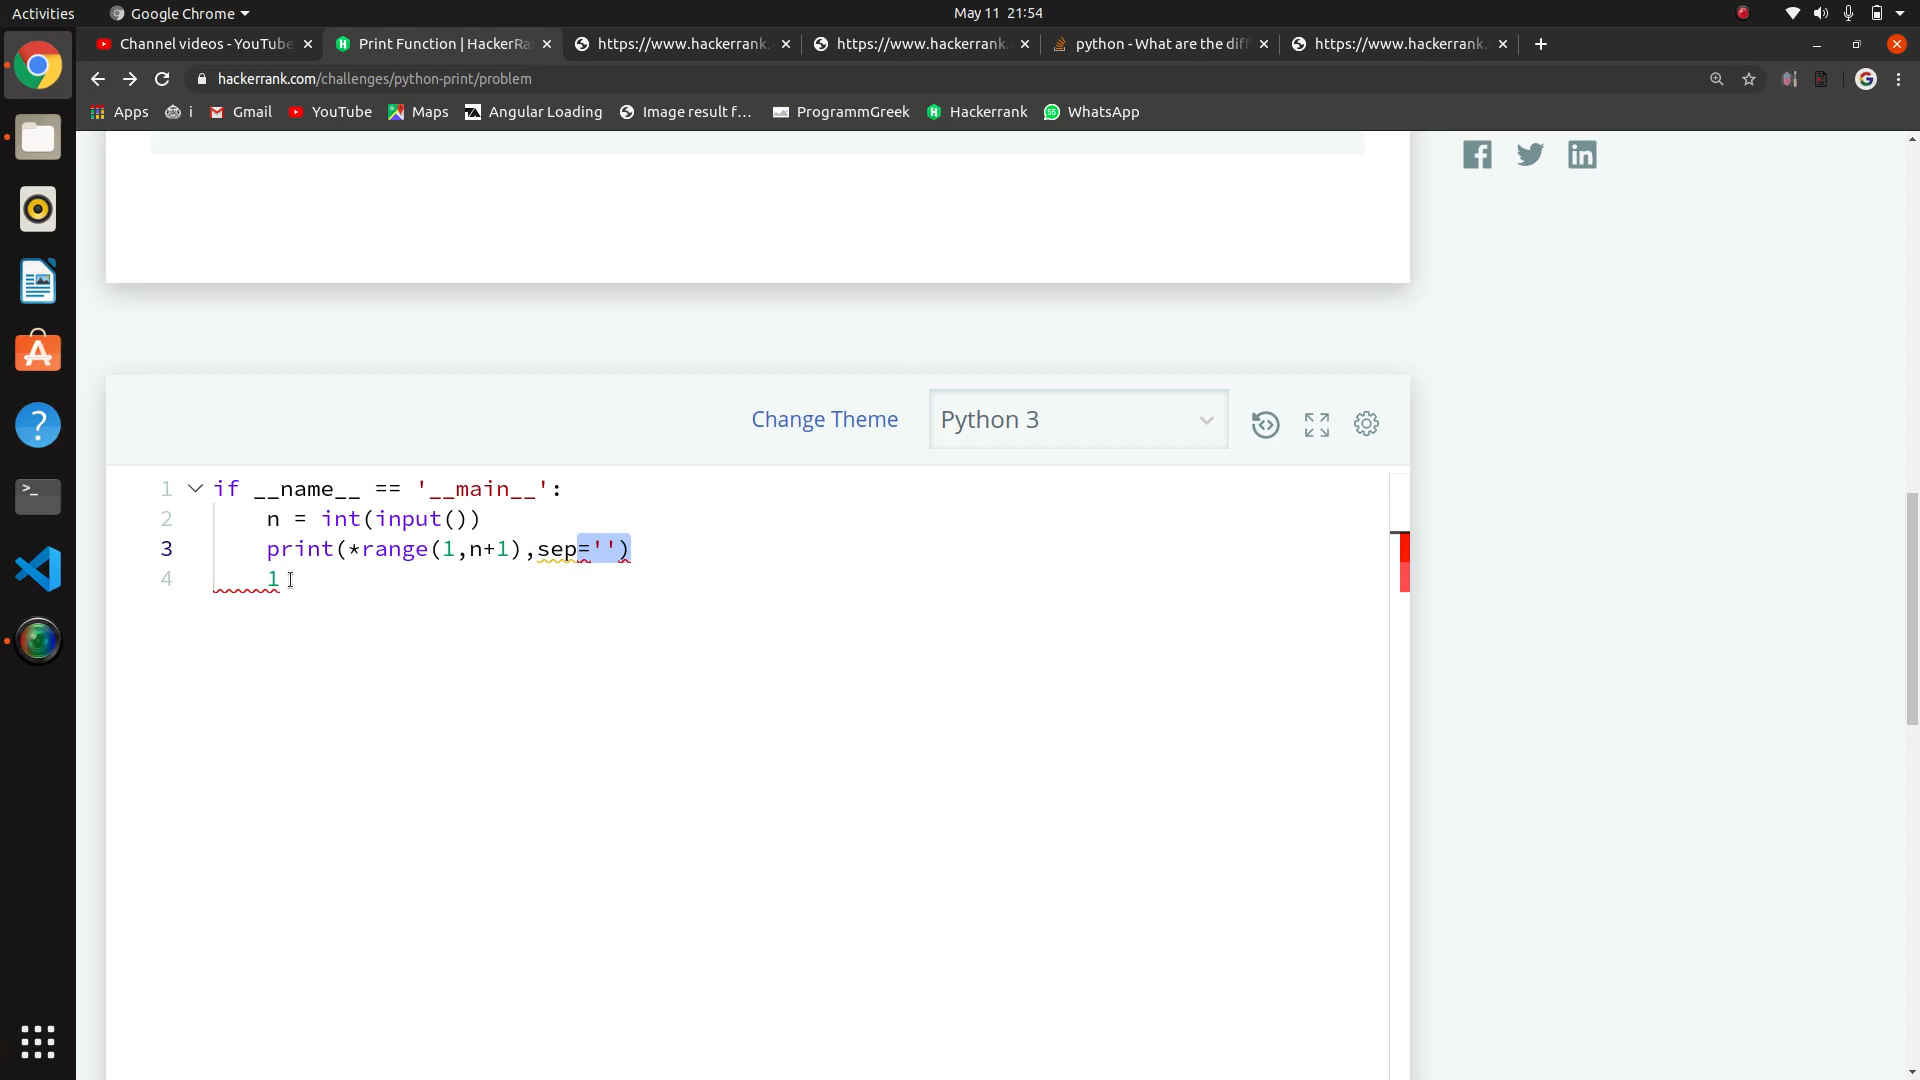 Activities
Google Chrome
May 11 21:54
Channel videos - YouTube
Print Function | HackerRa
https://www.hackerrank.
https://www.hackerrank.
python - What are the diff
https://www.hackerrank.
hackerrank.com/challenges/python-print/problem
Apps
i
Gmail
YouTube
Maps
Angular Loading
Image result f...
ProgrammGreek
Hackerrank
WhatsApp
Change Theme
Python 3
1 if __name__ == '__main__':
2 n = int(input())
3 print(*range(1,n+1),sep='')
4 1